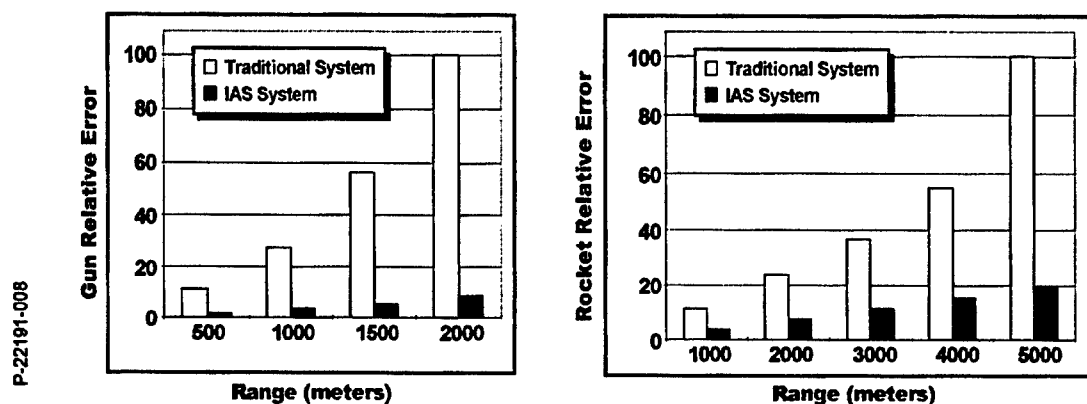 P-22191-008
Gun Relative Error
100
80
60
40
20
0
Traditional System
IAS System
500 1000 1500 2000
Range (meters)
Rocket Relative Error
100
80
60
40
20
0
Traditional System
IAS System
1000 2000 3000 4000 5000
Range (meters)